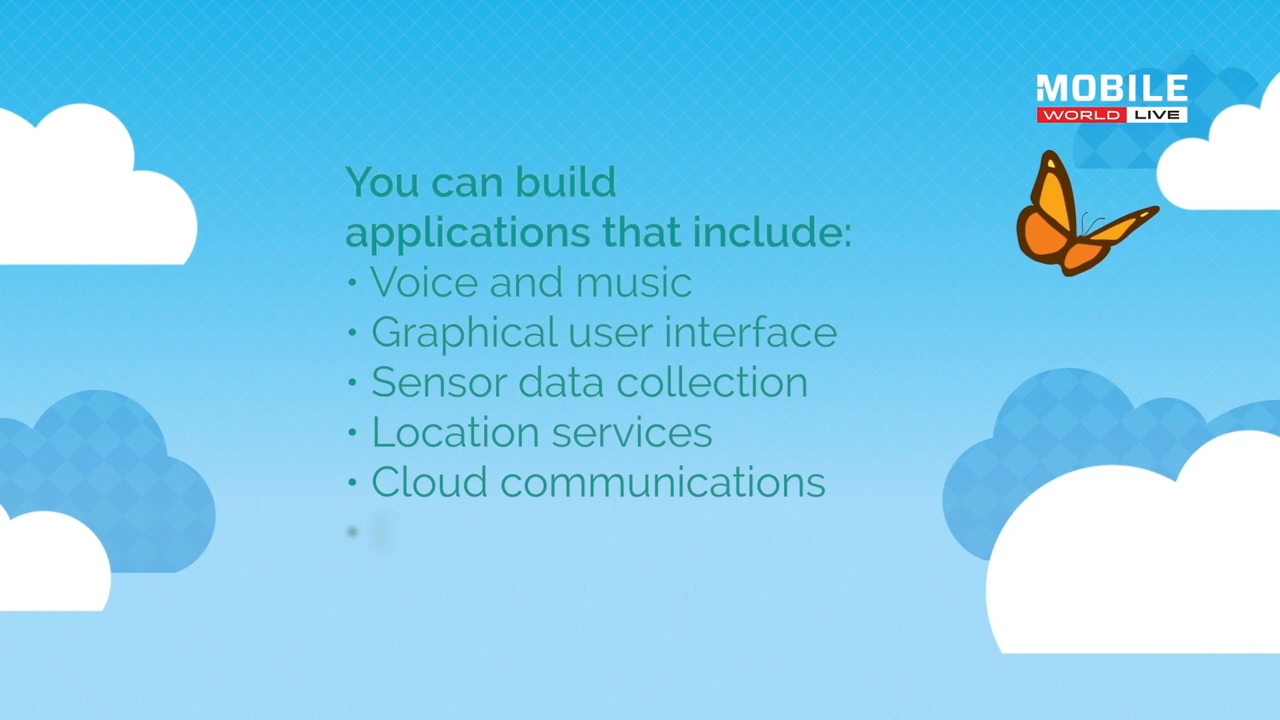 MOBILE
WORLD LIVE
You can build
applications that include:
• Voice and music
• Graphical user interface
• Sensor data collection
• Location services
• Cloud communications